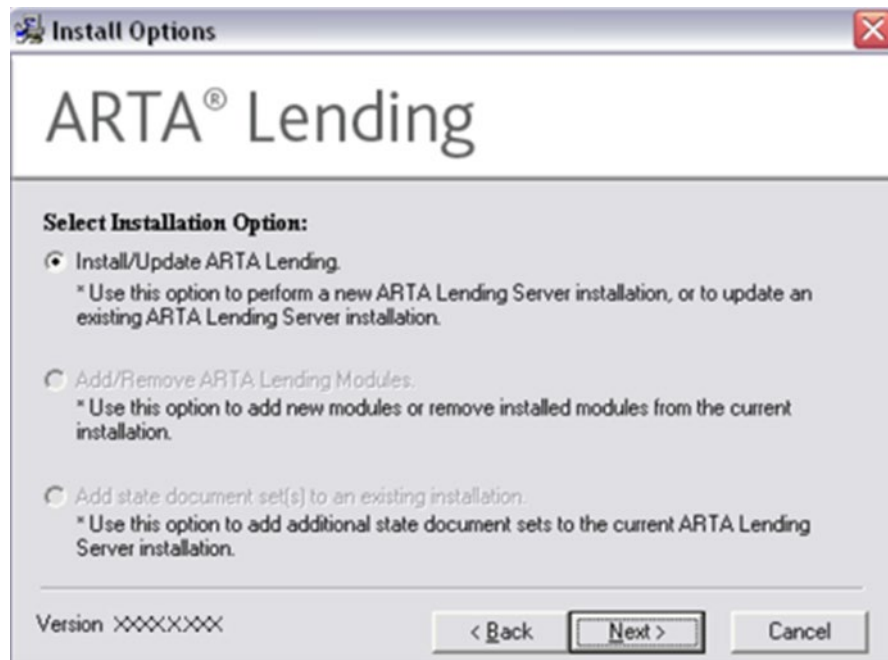 Install Options
ARTA® Lending
Select Installation Option:
Install/Update ARTA Lending.
* Use this option to perform a new ARTA Lending Server installation, or to update an
existing ARTA Lending Server installation.
Add/Remove ARTA Lending Modules.
* Use this option to add new modules or remove installed modules from the current
installation.
Add state document set(s) to an existing installation.
* Use this option to add additional state document sets to the current ARTA Lending
Server installation.
Version XXXXXXXX
< Back Next > Cancel